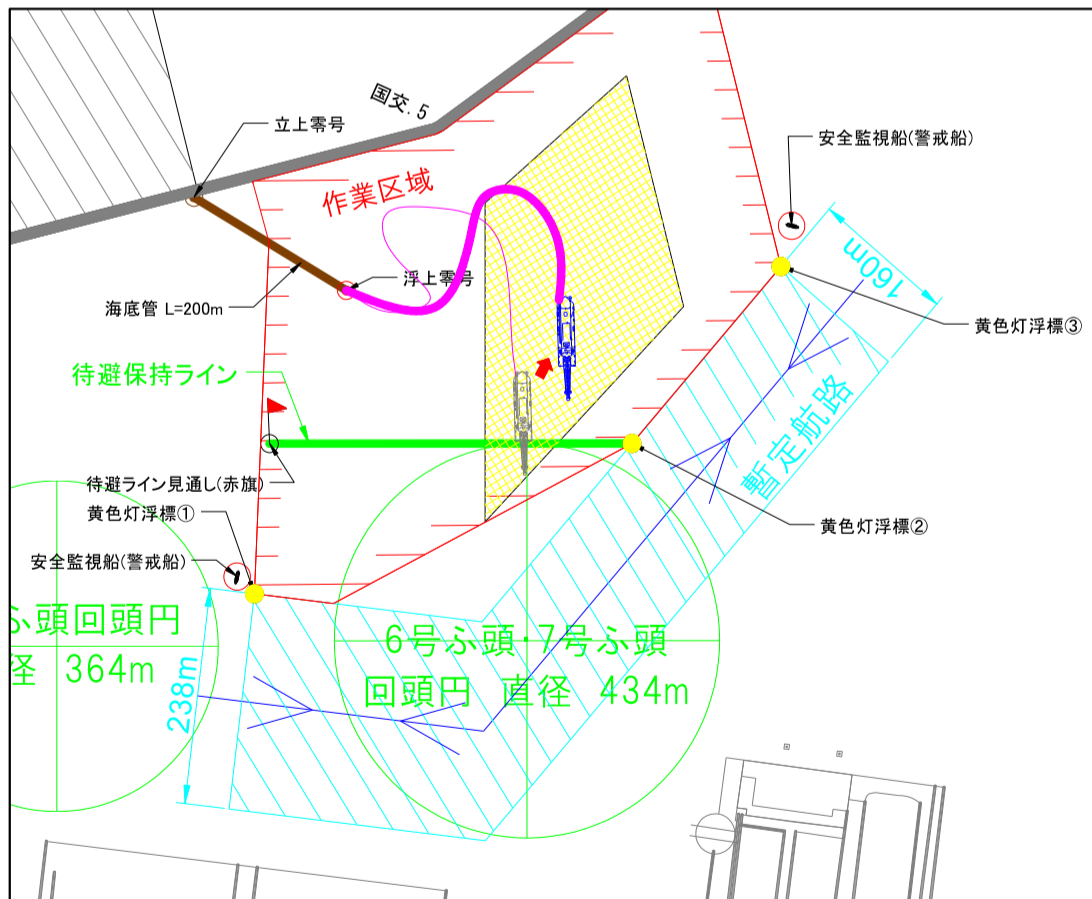 国交.5
立上零号
安全監視船(警戒船)
作業区域
160m
浮上零号
海底管 L=200m
黄色灯浮標③
待避保持ライン
暫定航路
待避ライン見通し(赤旗)
黄色灯浮標①
黄色灯浮標②
安全監視船(警戒船)
ふ頭回頭円
径 364m
238m
6号ふ頭・7号ふ頭
回頭円 直径 434m